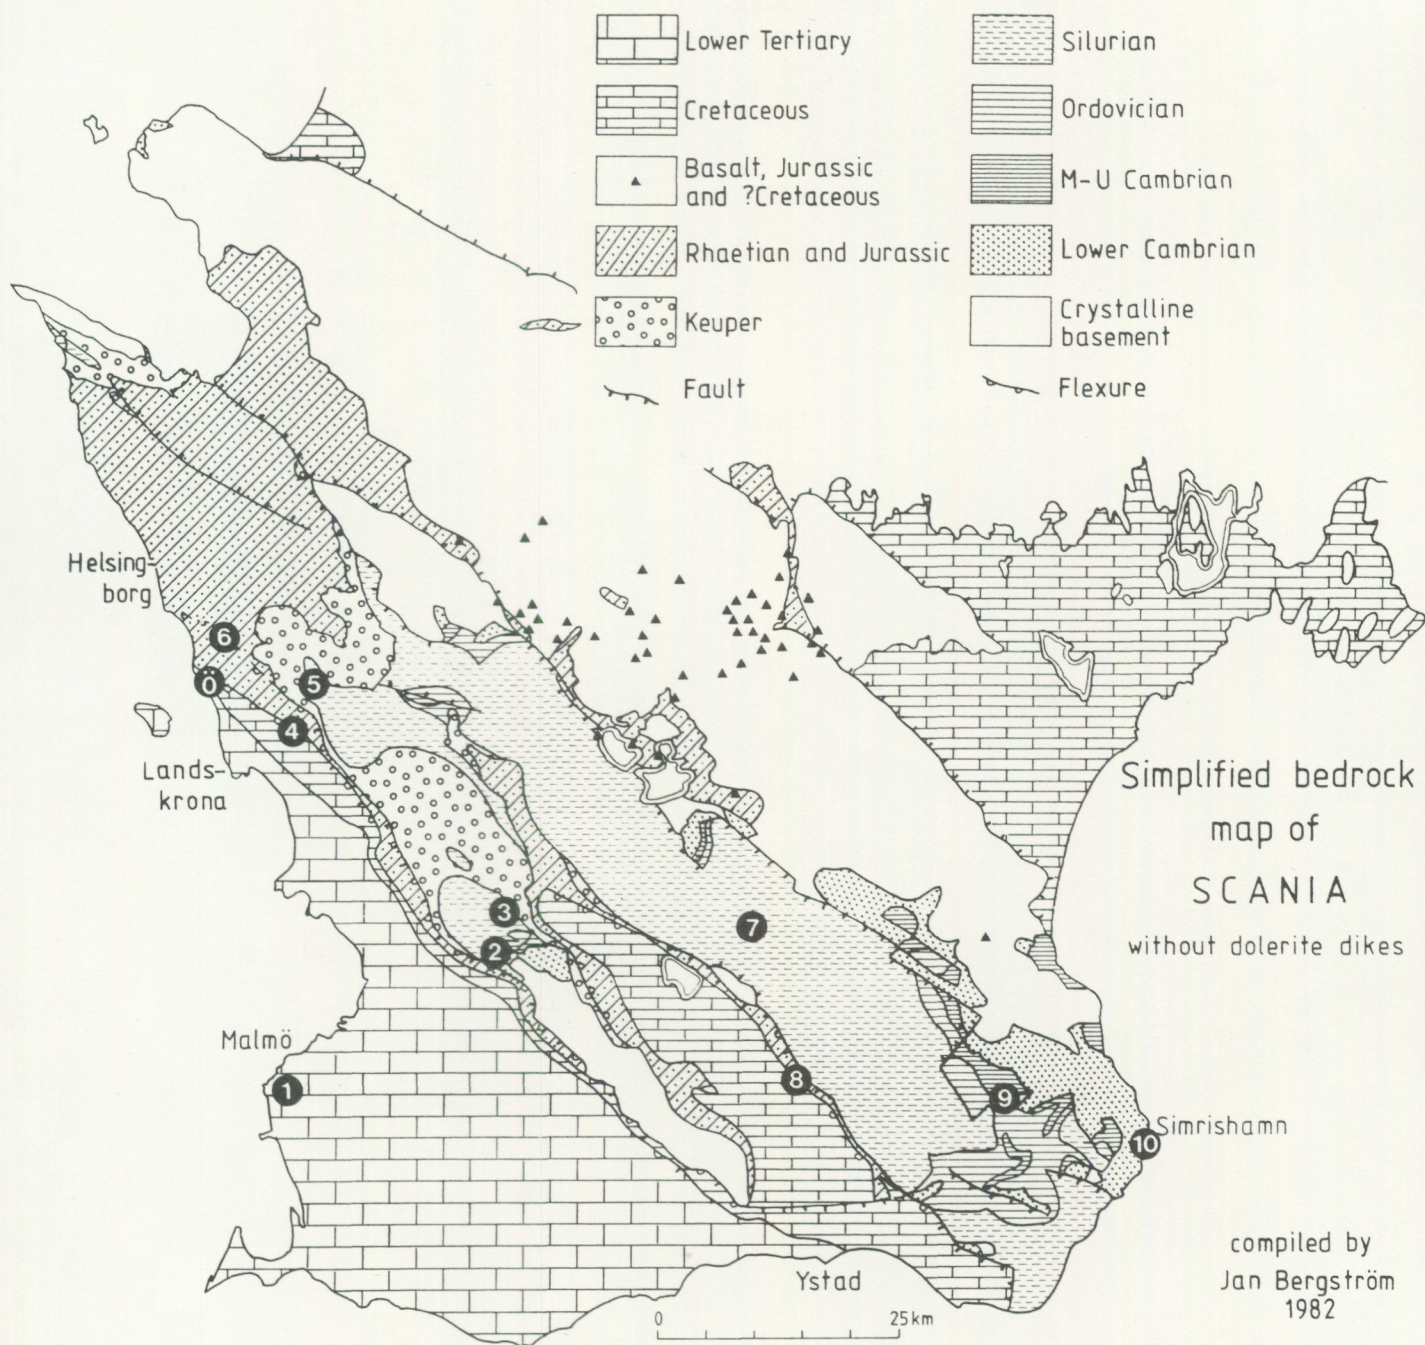 Lower Tertiary
Cretaceous
Basalt, Jurassic
and ?Cretaceous
Rhaetian and Jurassic
Keuper
Fault
Silurian
Ordovician
M-U Cambrian
Lower Cambrian
Crystalline
basement
Flexure
Helsing-
borg
6
Ö
5
4
Lands-
krona
3
2
7
Malmö
1
8
9
10
Simrishamn
Ystad
0 25km
Simplified bedrock
map of
SCANIA
without dolerite dikes
compiled by
Jan Bergström
1982